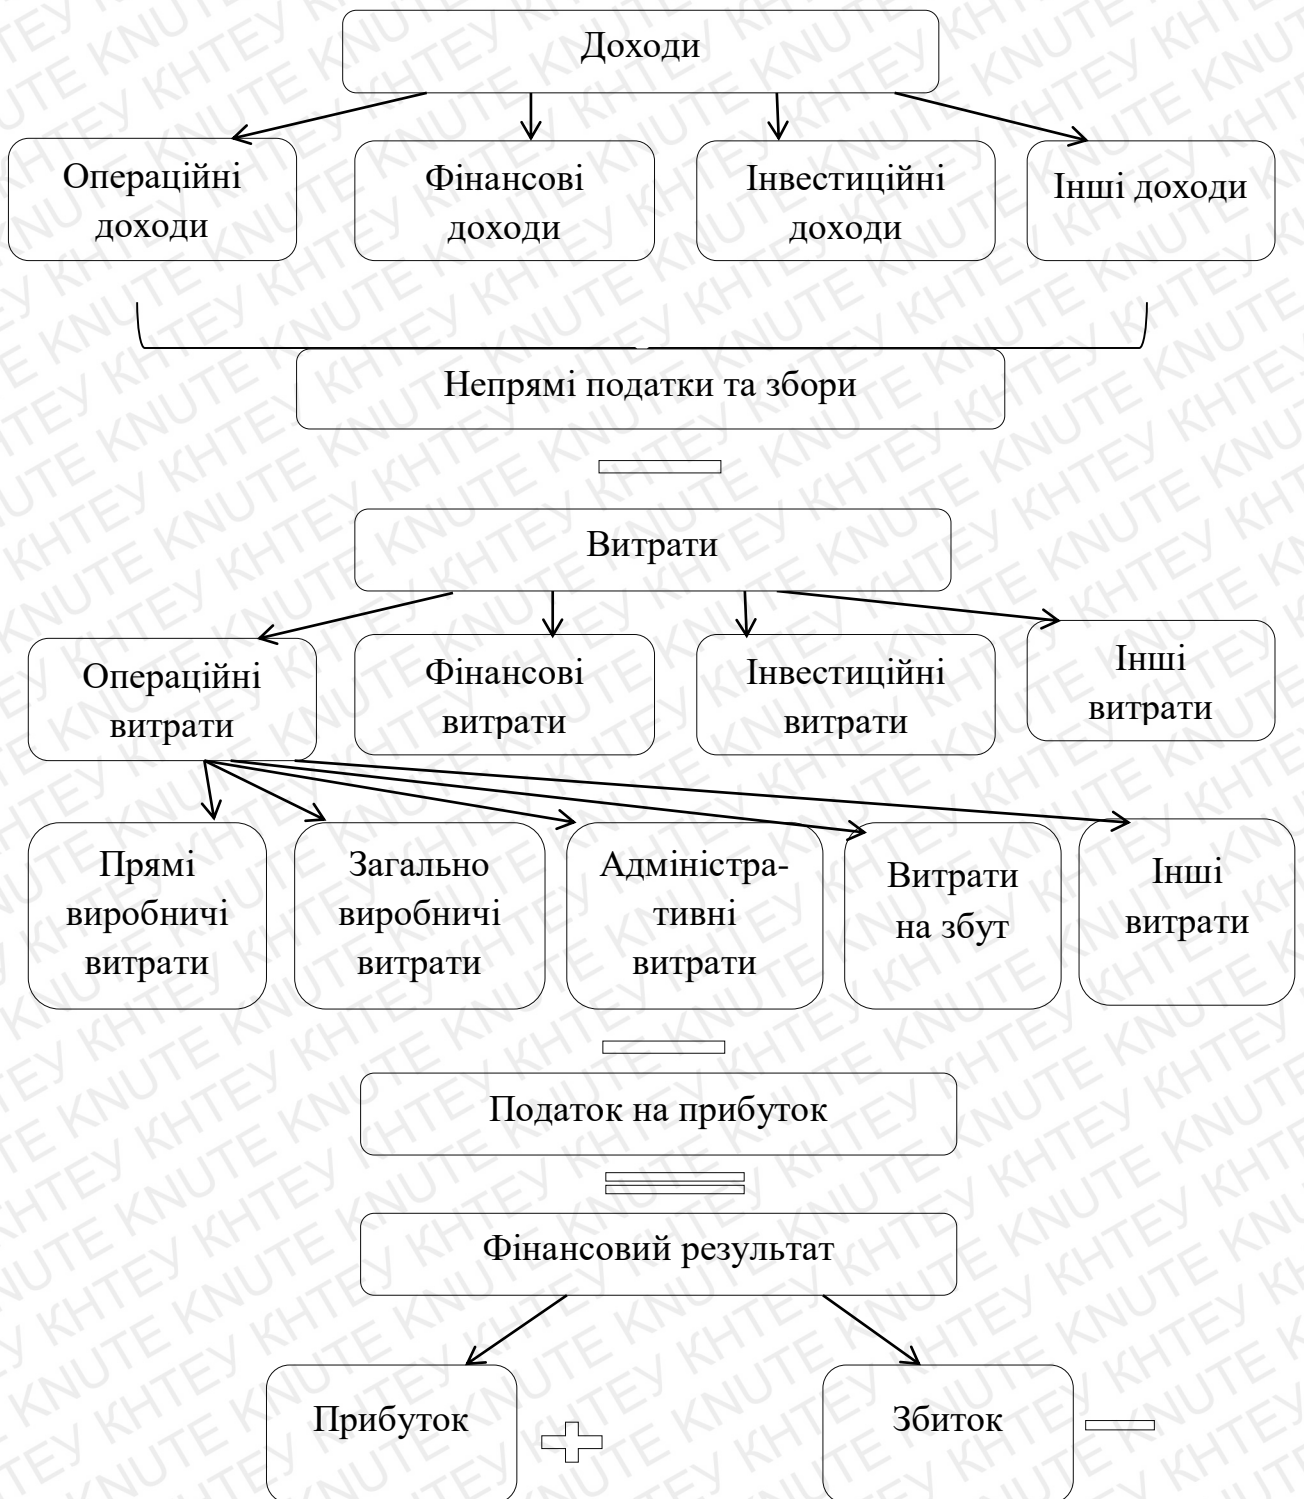 Доходи
Операційні
доходи
Фінансові
доходи
Інвестиційні
доходи
Інші доходи
Непрямі податки та збори
Витрати
Операційні
витрати
Фінансові
витрати
Інвестиційні
витрати
Інші
витрати
Прямі
виробничі
витрати
Загально
виробничі
витрати
Адміністра-
тивні
витрати
Витрати
на збут
Інші
витрати
Податок на прибуток
Фінансовий результат
Прибуток
Збиток